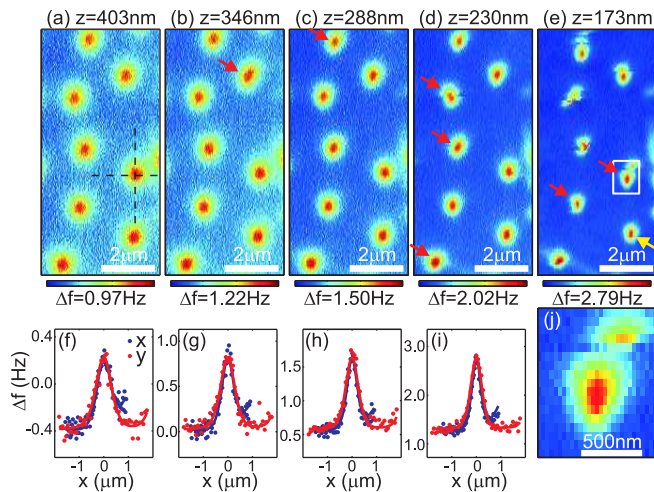 (a) z=403nm (b) z=346nm (c) z=288nm (d) z=230nm (e) z=173nm
2μm 2μm 2μm 2μm 2μm
Δf=0.97Hz Δf=1.22Hz Δf=1.50Hz Δf=2.02Hz Δf=2.79Hz
(f) x y (g) (h) (i) (j)
Δf (Hz)
0.4 0.0 -0.4
1.0 0.5 0.0
1.5 1.0 0.5
3.0 2.0 1.0
500nm
-1 0 1 -1 0 1 -1 0 1 -1 0 1
x (μm) x (μm) x (μm) x (μm)